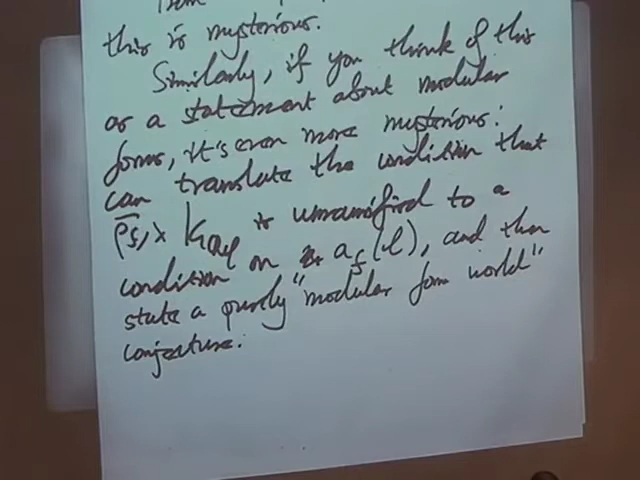 this is mysterious.
Similarly, if you think of this
as a statement about modular
forms, it's even more mysterious:
can translate the condition that
ρ̄f,λ K is unramified to a
condition on af(l), and then
state a purely "modular form world"
conjecture: